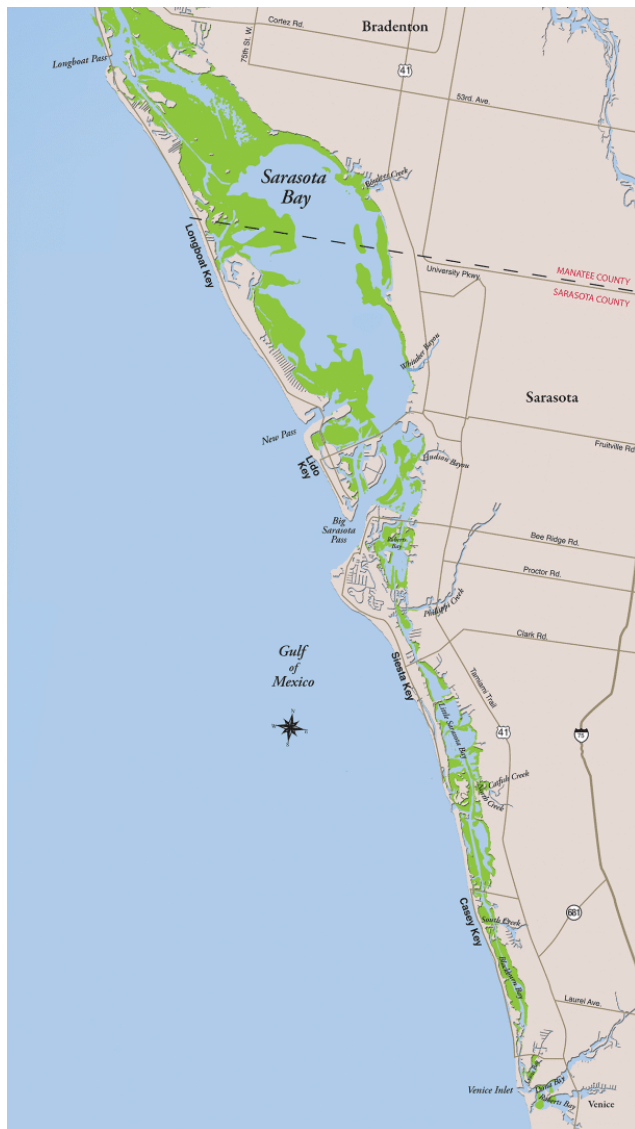 Cortez Rd.
Bradenton
75th St. W.
Longboat Pass
41
53rd. Ave.
Sarasota
Bay
Bowlees Creek
Longboat Key
MANATEE COUNTY
University Pkwy.
SARASOTA COUNTY
Whitaker Bayou
Sarasota
New Pass
Fruitville Rd
Lido
Key
Hudson Bayou
Big
Sarasota
Pass
Bee Ridge Rd.
Roberts
Bay
Proctor Rd.
Philippi Creek
Clark Rd.
Gulf
of
Mexico
Siesta Key
Tamiami Trail
Little Sarasota Bay
41
75
Catfish Creek
North Creek
Casey Key
681
South Creek
Blackburn Bay
Laurel Ave.
Venice Inlet
Dona Bay
Roberts Bay
Venice